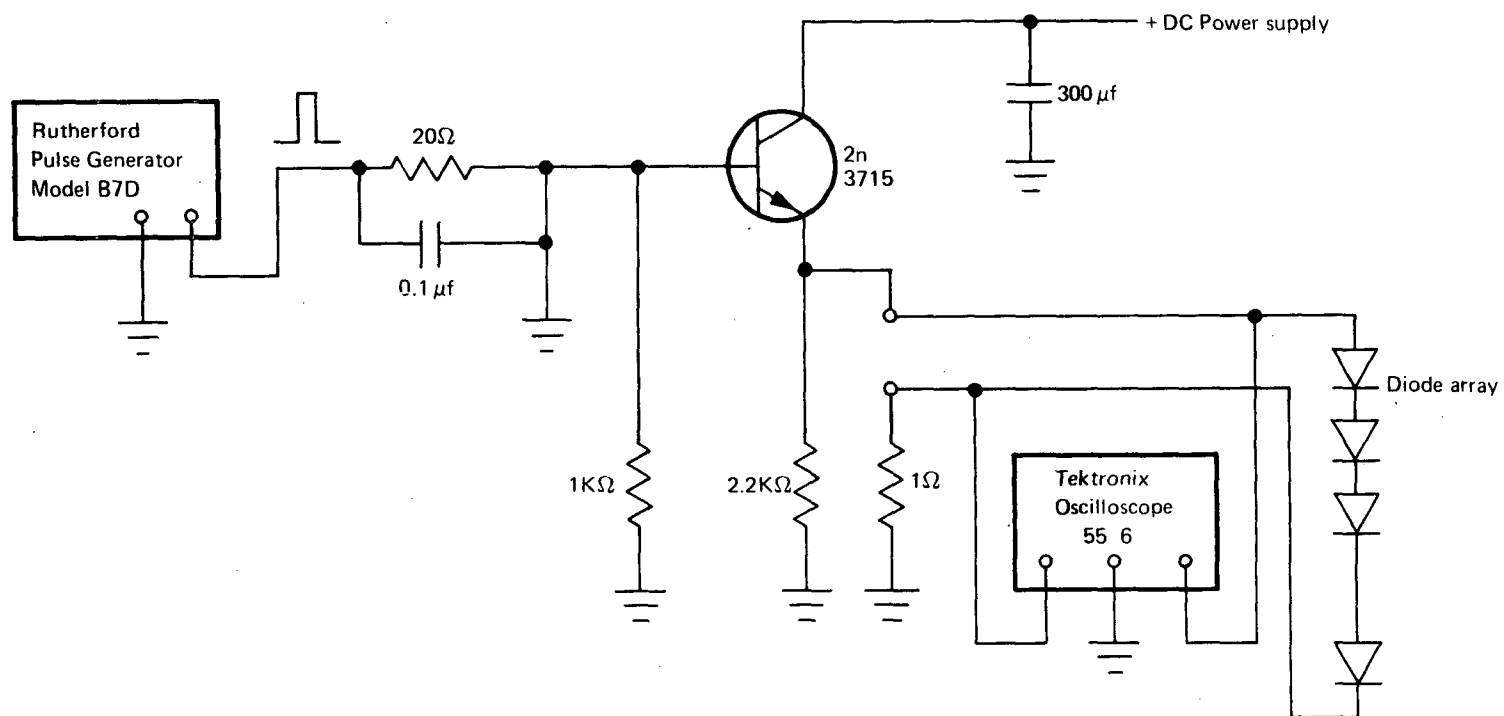 + DC Power supply
300 µf
Rutherford
Pulse Generator
Model B7D
20Ω
2n
3715
0.1 µf
Diode array
1KΩ
2.2KΩ
1Ω
Tektronix
Oscilloscope
55 6